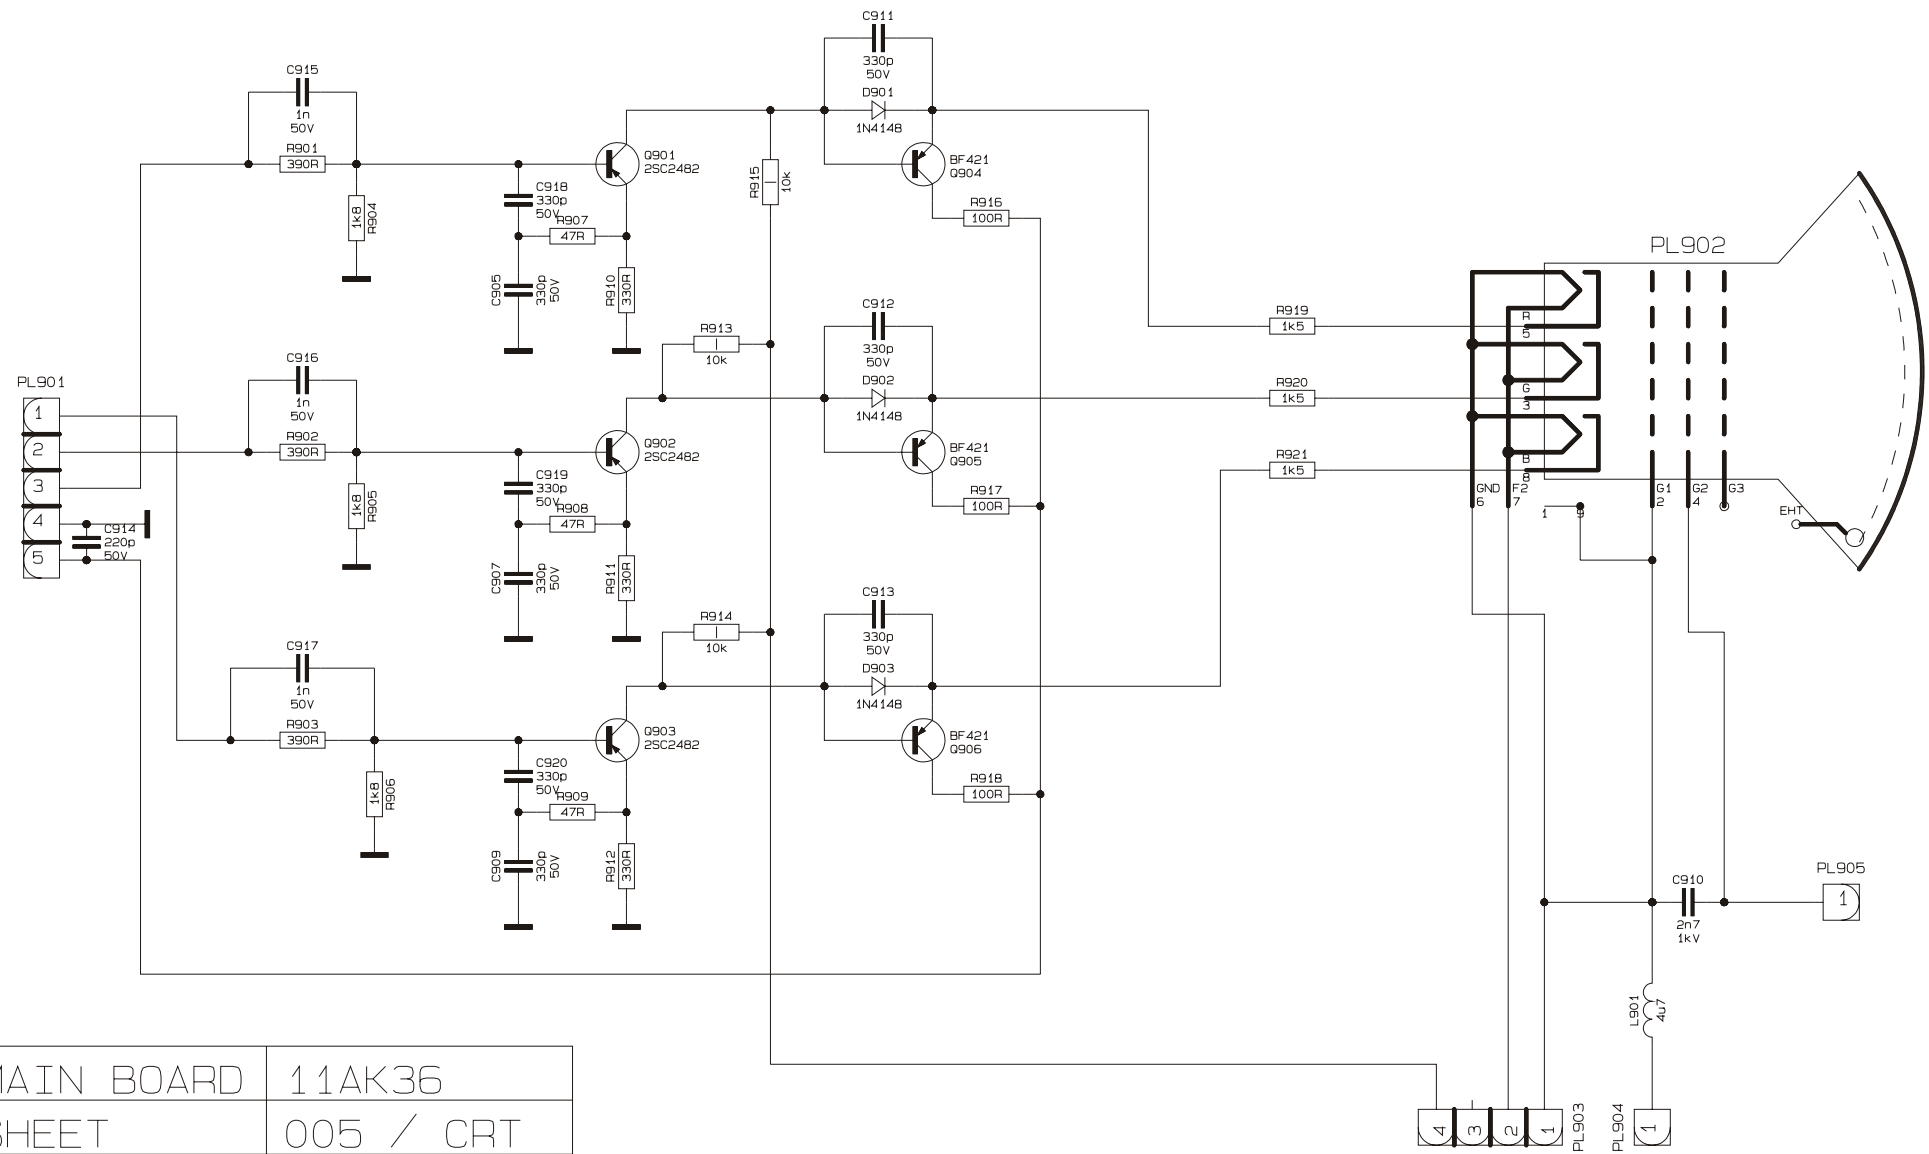 C911
330p
50V
D901
1N4148
C915
1n
50V
R901
390R
Q901
2SC2482
BF421
Q904
R915
10k
C918
330p
50V
R907
47R
1k8
R904
R916
100R
PL902
C905
330p
50V
R910
330R
C912
330p
50V
D902
1N4148
R913
10k
R919
1k5
R
5
C916
1n
50V
R902
390R
PL901
1
2
3
4
5
C914
220p
50V
Q902
2SC2482
BF421
Q905
R920
1k5
G
3
R921
1k5
B
8
C919
330p
50V
R908
47R
1k8
R905
R917
100R
GND
6
F2
7
1
9
G1
2
G2
4
G3
EHT
C907
330p
50V
R911
330R
C913
330p
50V
D903
1N4148
R914
10k
C917
1n
50V
R903
390R
Q903
2SC2482
BF421
Q906
C920
330p
50V
R909
47R
1k8
R906
R918
100R
C909
330p
50V
R912
330R
C910
2n7
1kV
PL905
1
L901
4u7
MAIN BOARD
11AK36
SHEET
005 / CRT
4
3
2
1
PL903
PL904
1